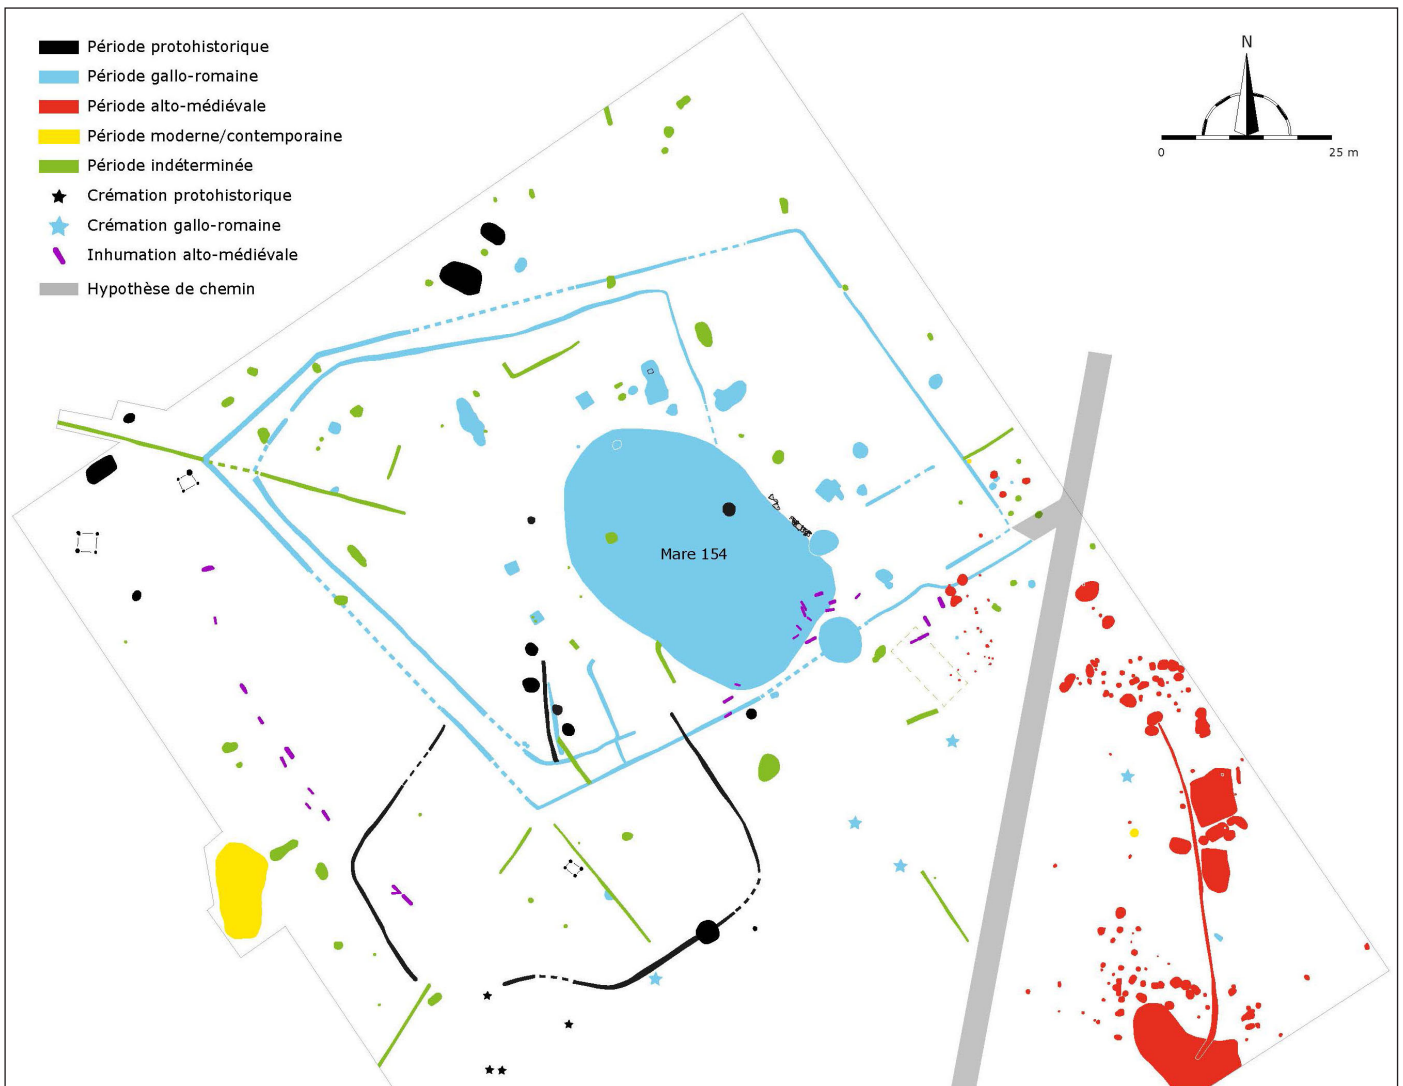 Période protohistorique
Période gallo-romaine
Période alto-médiévale
Période moderne/contemporaine
Période indéterminée
Crémation protohistorique
Crémation gallo-romaine
Inhumation alto-médiévale
Hypothèse de chemin
N
0 25 m
Mare 154